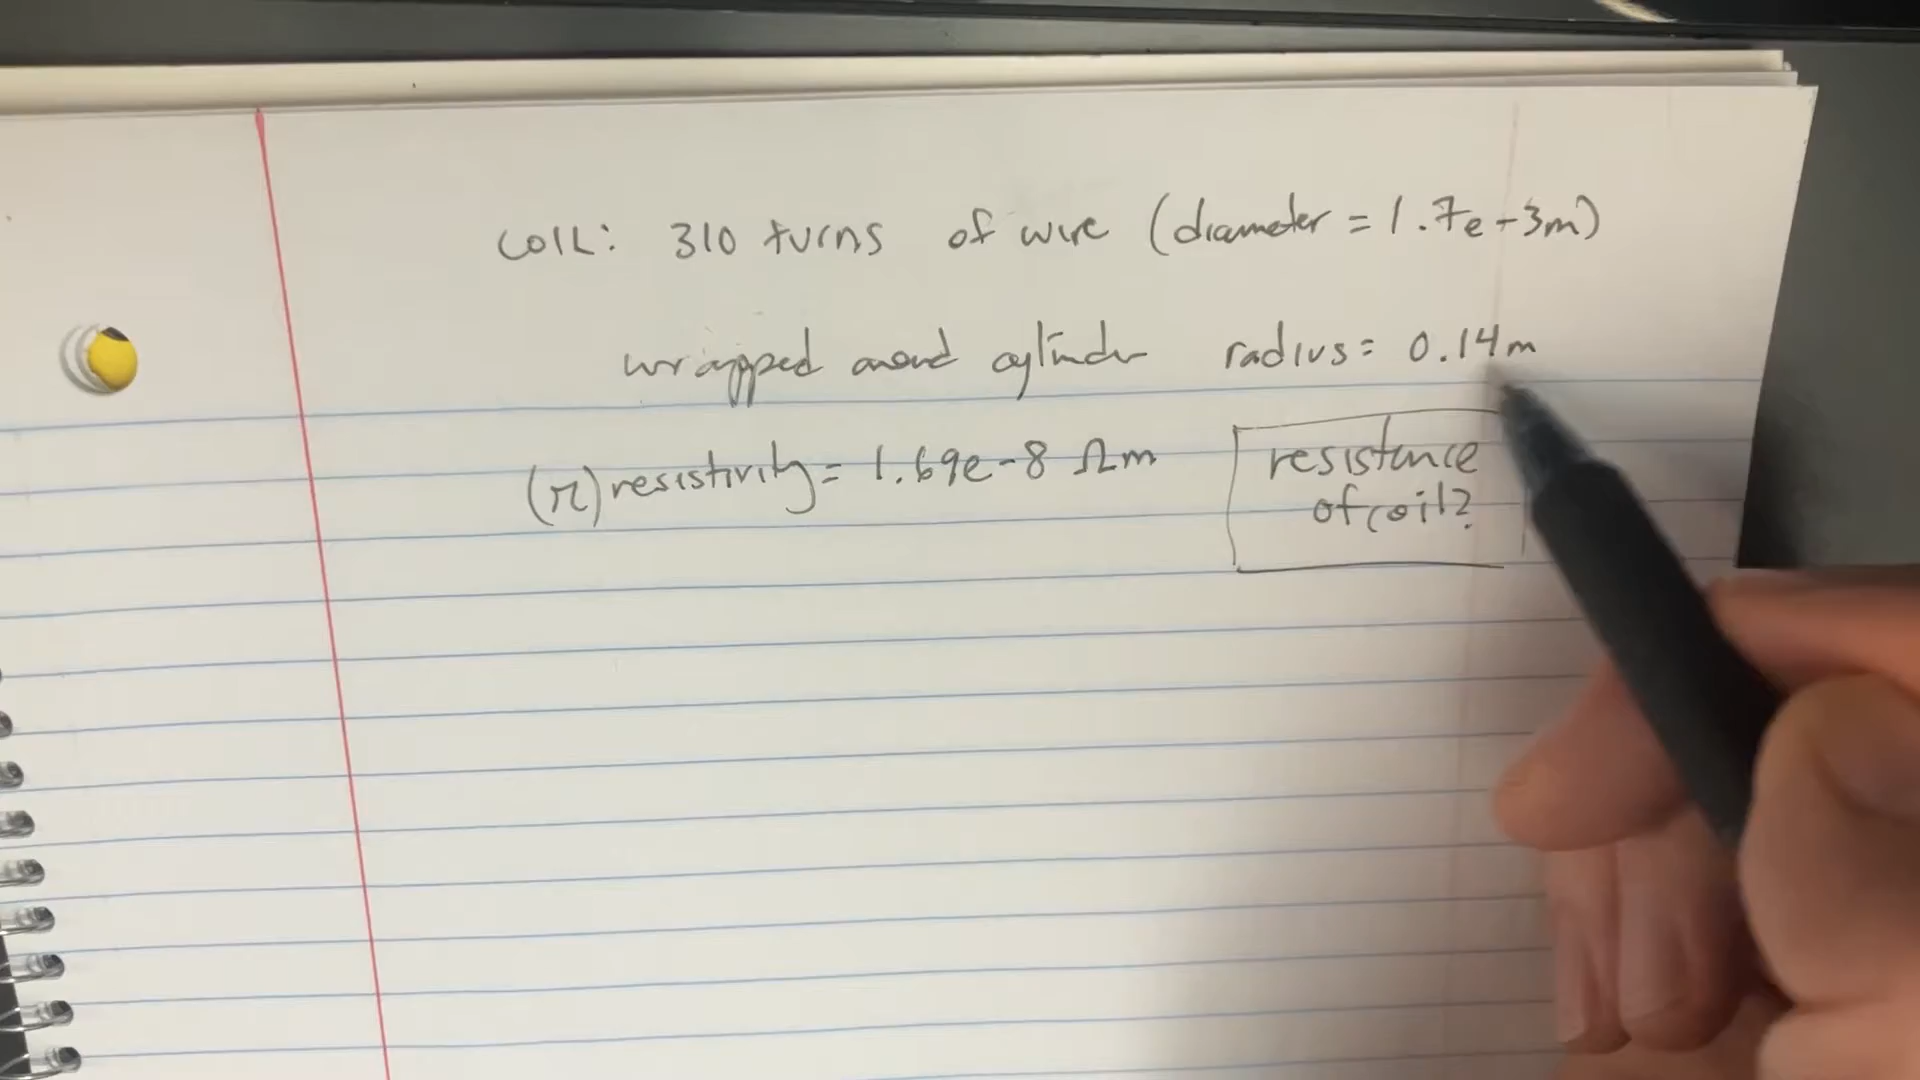 coil: 310 turns of wire (diameter = 1.7e-3m)
wrapped around cylinder radius = 0.14m
(r) resistivity = 1.69e-8 Ωm
resistance
of coil?